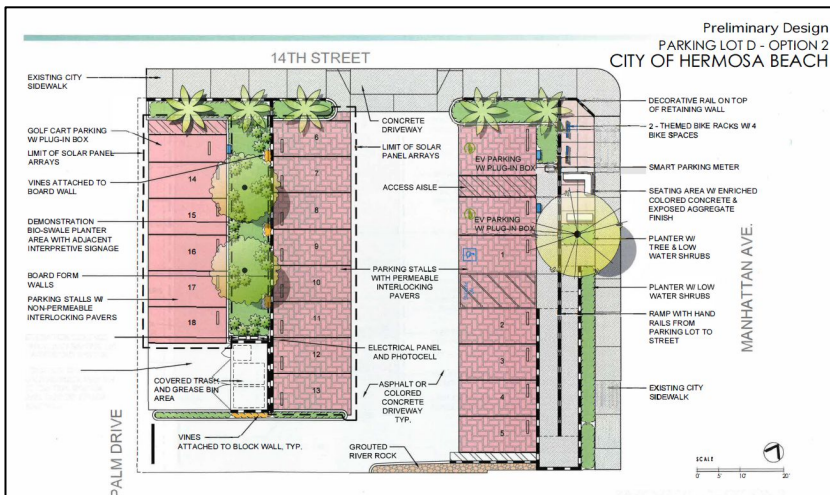 Preliminary Design
PARKING LOT D - OPTION 2
CITY OF HERMOSA BEACH
14TH STREET
EXISTING CITY
SIDEWALK
GOLF CART PARKING
W/ PLUG-IN BOX
LIMIT OF SOLAR
PANEL ARRAYS
VINES ATTACHED TO
BOARD WALL
DEMONSTRATION
BIO-SWALE PLANTER
AREA WITH ADJACENT
INTERPRETIVE SIGNAGE
BOARD FORM
WALLS
PARKING STALLS W/
NON-PERMEABLE
INTERLOCKING PAVERS
14
15
16
17
18
COVERED TRASH
AND GREASE BIN
AREA
PALM DRIVE
VINES
ATTACHED TO BLOCK WALL, TYP.
6
7
8
9
10
11
12
13
CONCRETE
DRIVEWAY
LIMIT OF SOLAR
PANEL ARRAYS
ACCESS AISLE
PARKING STALLS
WITH PERMEABLE
INTERLOCKING
PAVERS
ELECTRICAL PANEL
AND PHOTOCELL
ASPHALT OR
COLORED
CONCRETE
DRIVEWAY
TYP.
GROUTED
RIVER ROCK
EV PARKING
W/ PLUG-IN BOX
EV PARKING
W/ PLUG-IN BOX
1
2
3
4
5
DECORATIVE RAIL ON TOP
OF RETAINING WALL
2 - THEMED BIKE RACKS W/ 4
BIKE SPACES
SMART PARKING METER
SEATING AREA W/ ENRICHED
COLORED CONCRETE &
EXPOSED AGGREGATE
FINISH
PLANTER W/
TREE & LOW
WATER SHRUBS
PLANTER W/ LOW
WATER SHRUBS
RAMP WITH HAND
RAILS FROM
PARKING LOT TO
STREET
MANHATTAN AVE.
EXISTING CITY
SIDEWALK
SCALE
0' 5' 10' 20'